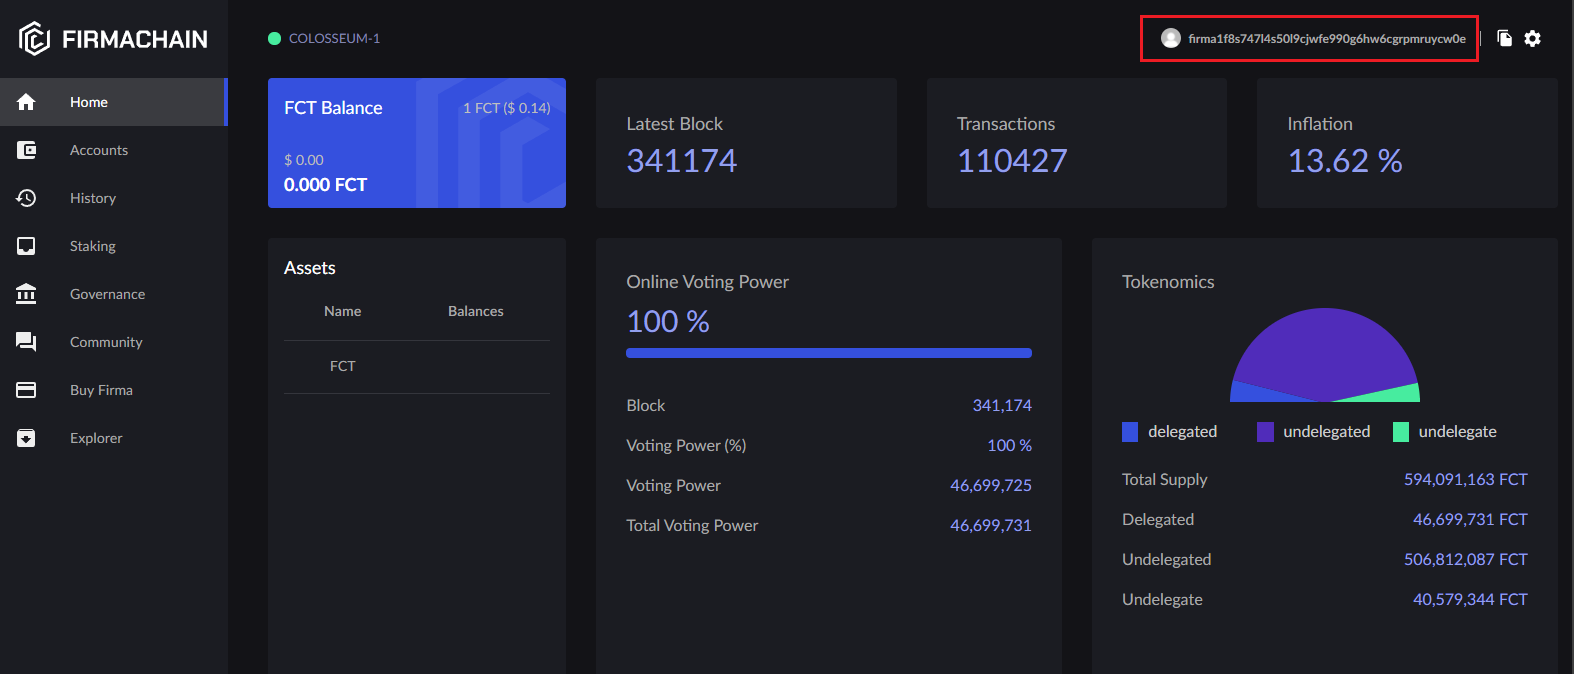 FIRMACHAIN
COLOSSEUM-1
firma1f8s747l4s50l9cjwfe990g6hw6cgrpmruycw0e
Home
Accounts
History
Staking
Governance
Community
Buy Firma
Explorer
FCT Balance
1 FCT ($ 0.14)
$ 0.00
0.000 FCT
Latest Block
341174
Transactions
110427
Inflation
13.62 %
Assets
Name Balances
FCT
Online Voting Power
100 %
Block 341,174
Voting Power (%) 100 %
Voting Power 46,699,725
Total Voting Power 46,699,731
Tokenomics
delegated undelegated undelegate
Total Supply 594,091,163 FCT
Delegated 46,699,731 FCT
Undelegated 506,812,087 FCT
Undelegate 40,579,344 FCT